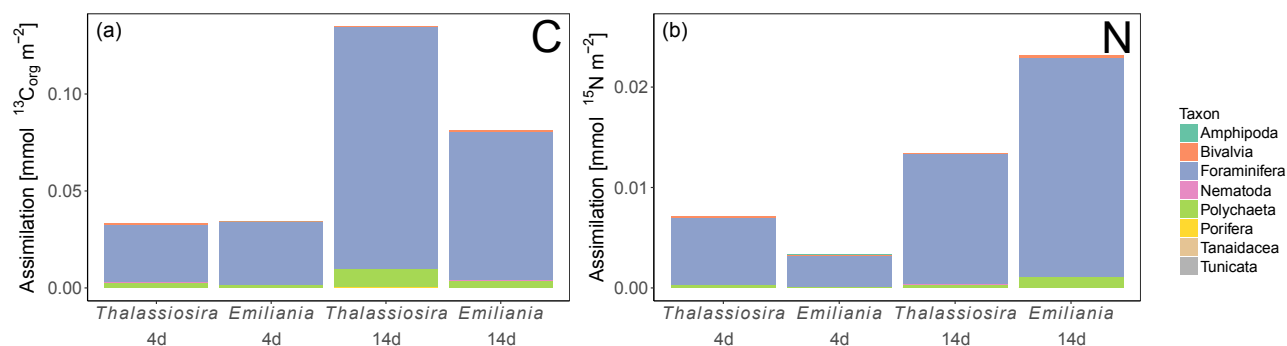 (a)
C
Assimilation [mmol ¹³C_org m⁻²]
0.10
0.05
0.00
Thalassiosira Emiliania Thalassiosira Emiliania
4d 4d 14d 14d
(b)
N
Assimilation [mmol ¹⁵N m⁻²]
0.02
0.01
0.00
Thalassiosira Emiliania Thalassiosira Emiliania
4d 4d 14d 14d
Taxon
Amphipoda
Bivalvia
Foraminifera
Nematoda
Polychaeta
Porifera
Tanaidacea
Tunicata